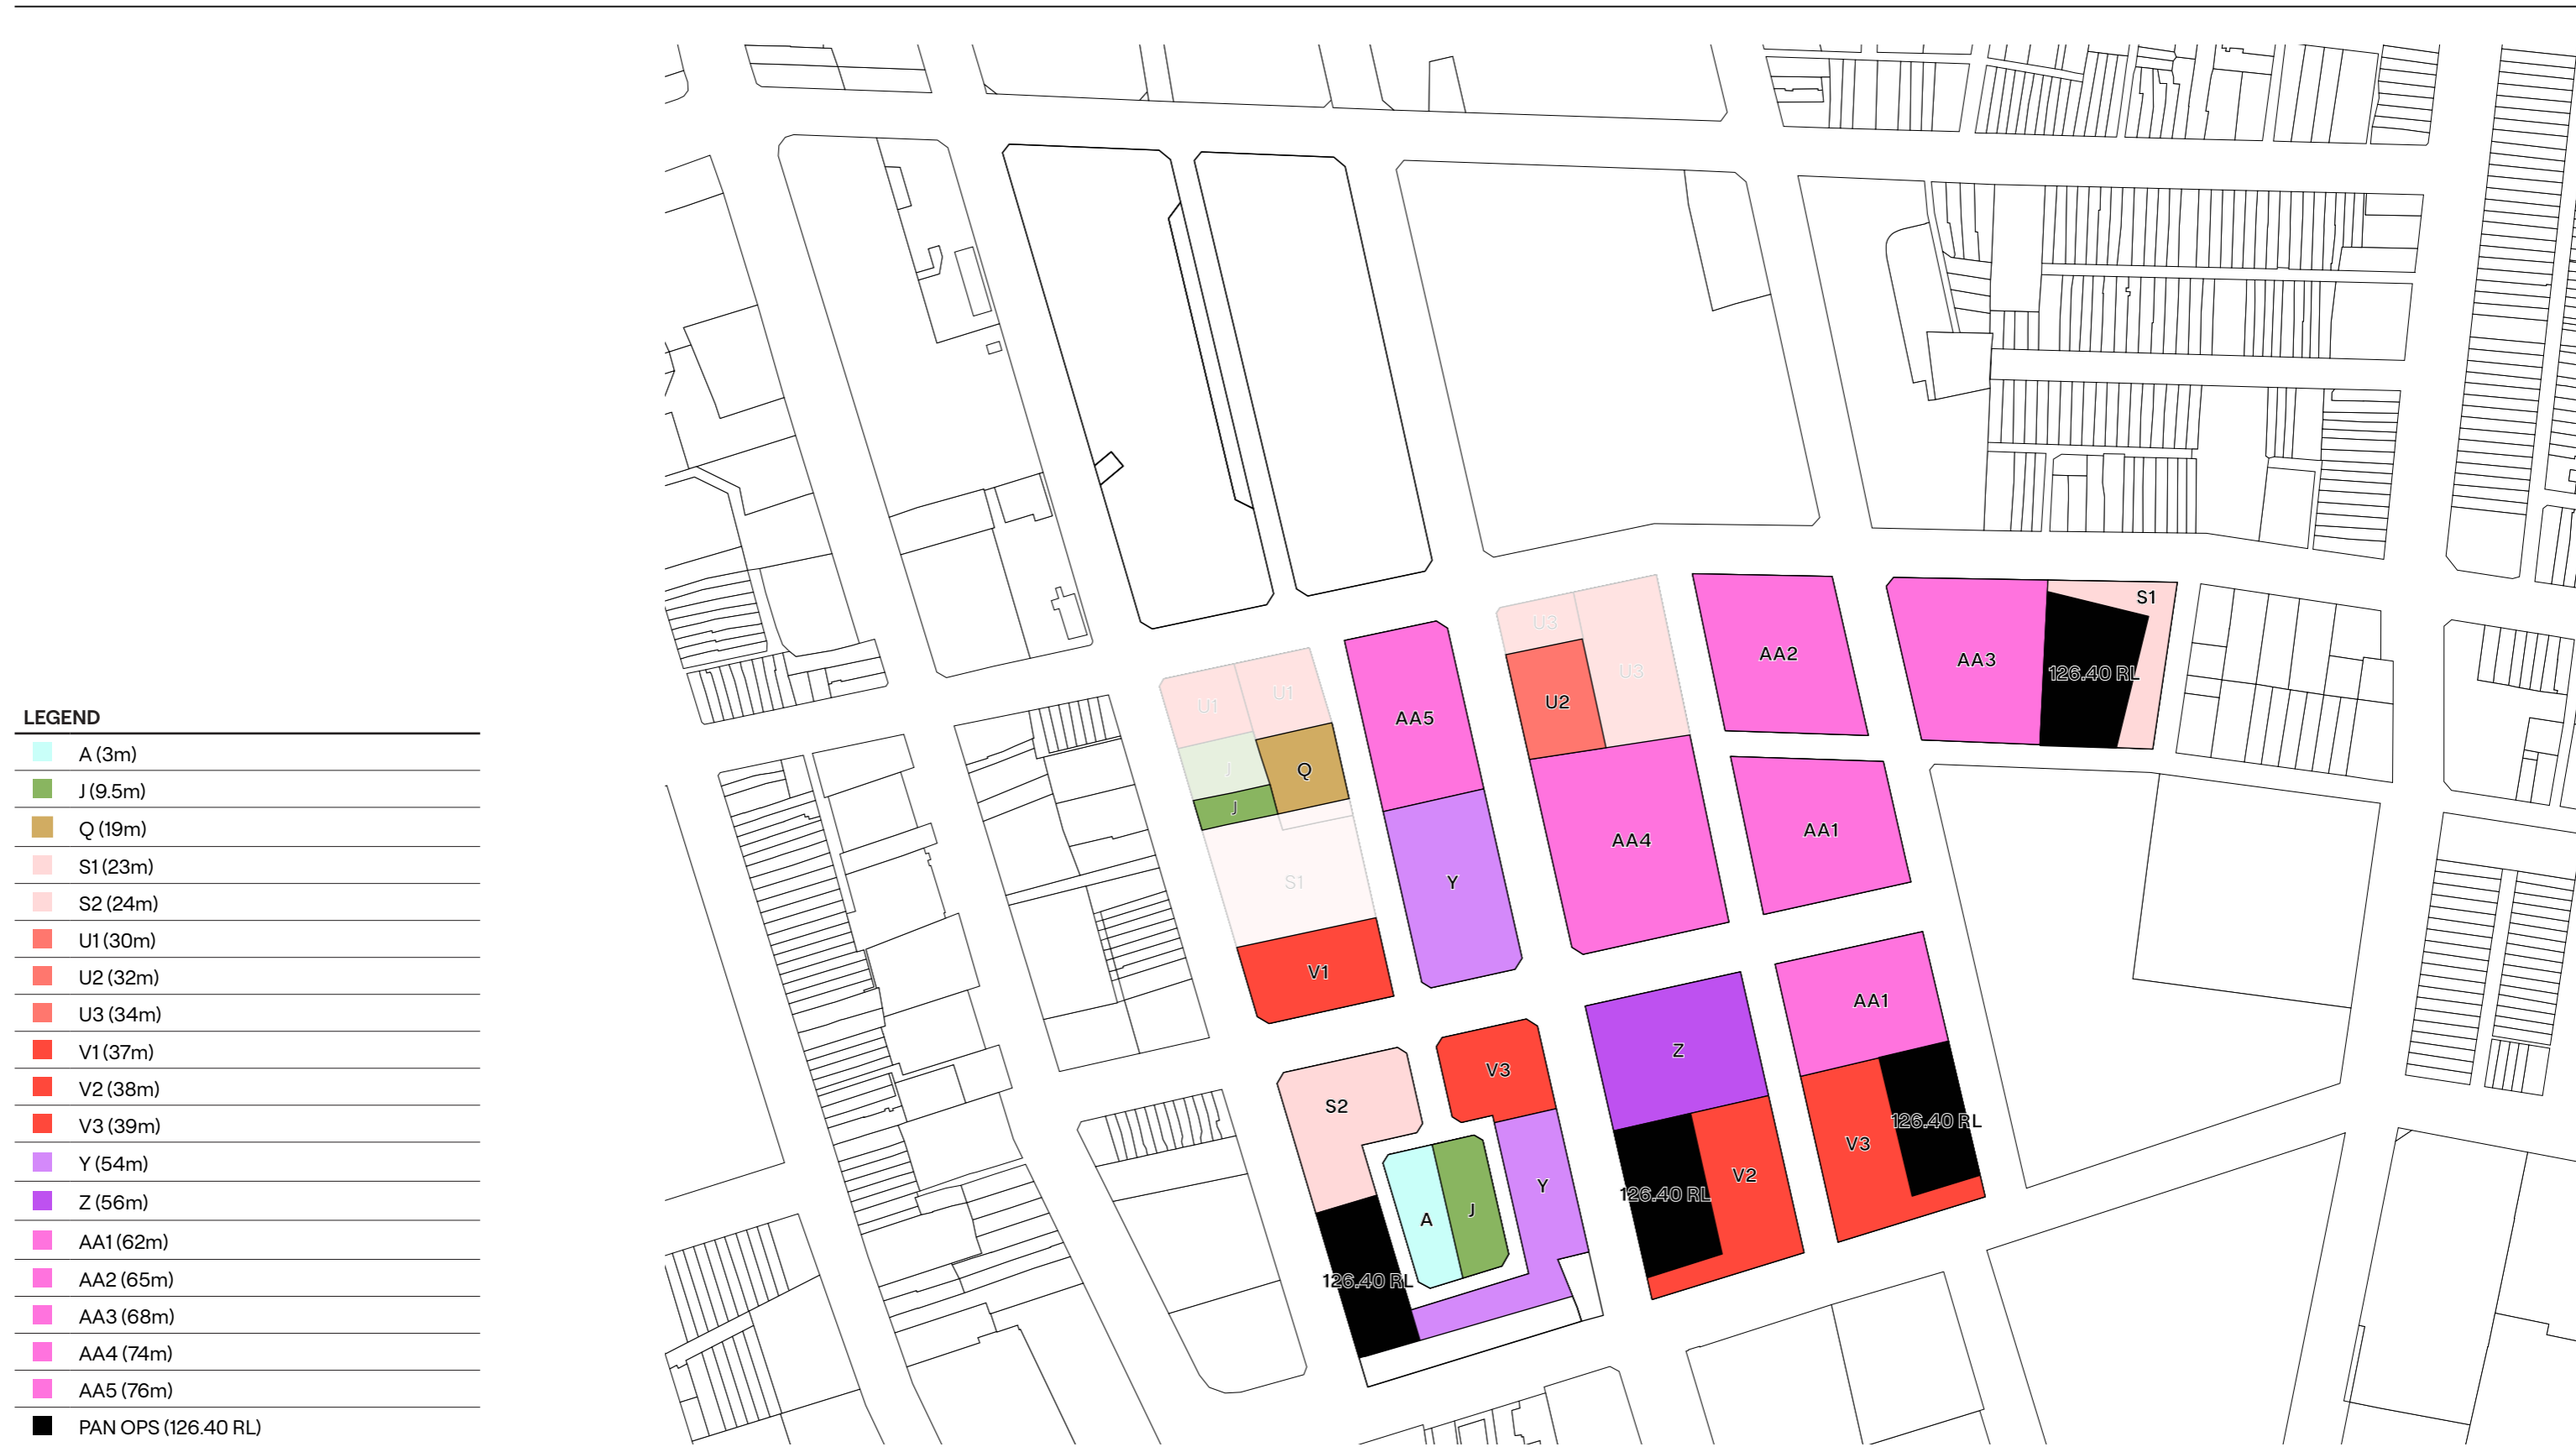 LEGEND
A (3m)
J (9.5m)
Q (19m)
S1 (23m)
S2 (24m)
U1 (30m)
U2 (32m)
U3 (34m)
V1 (37m)
V2 (38m)
V3 (39m)
Y (54m)
Z (56m)
AA1 (62m)
AA2 (65m)
AA3 (68m)
AA4 (74m)
AA5 (76m)
PAN OPS (126.40 RL)
S1
U3
AA2
AA3
U3
126.40 RL
U1
U1
U2
AA5
J
Q
J
AA1
AA4
S1
Y
V1
AA1
Z
V3
S2
126.40 RL
V3
V2
Y
126.40 RL
J
A
126.40 RL